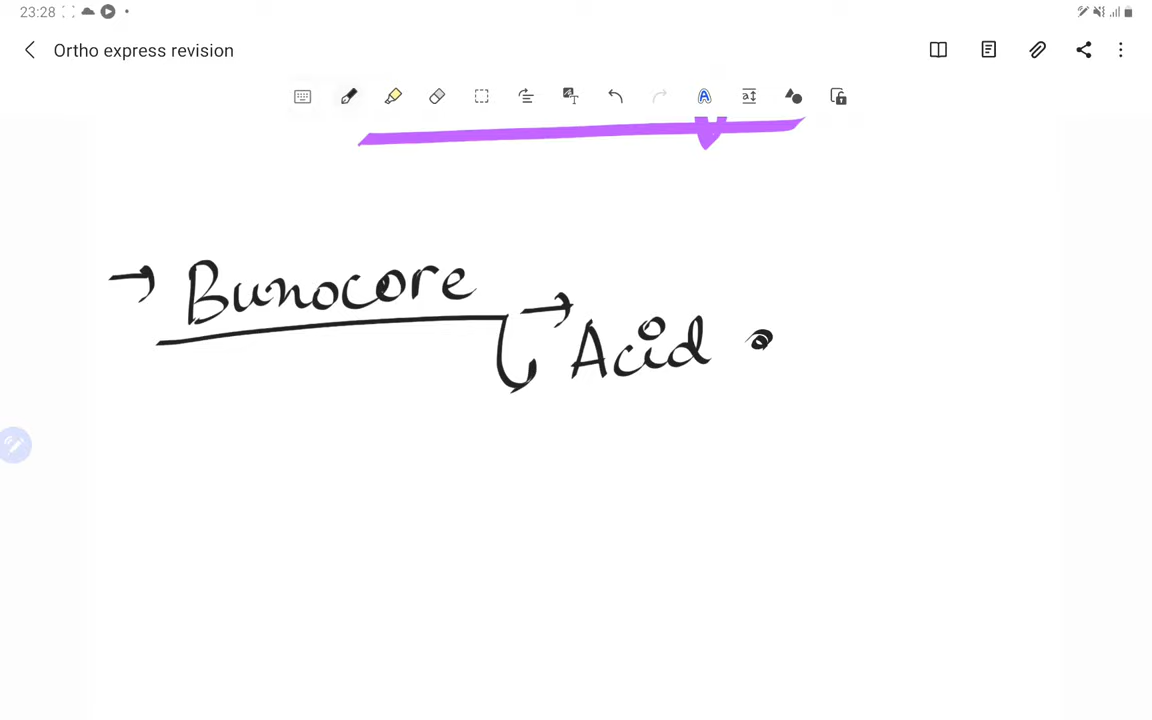 23:28
Ortho express revision
→ Bunocore
→ Acid